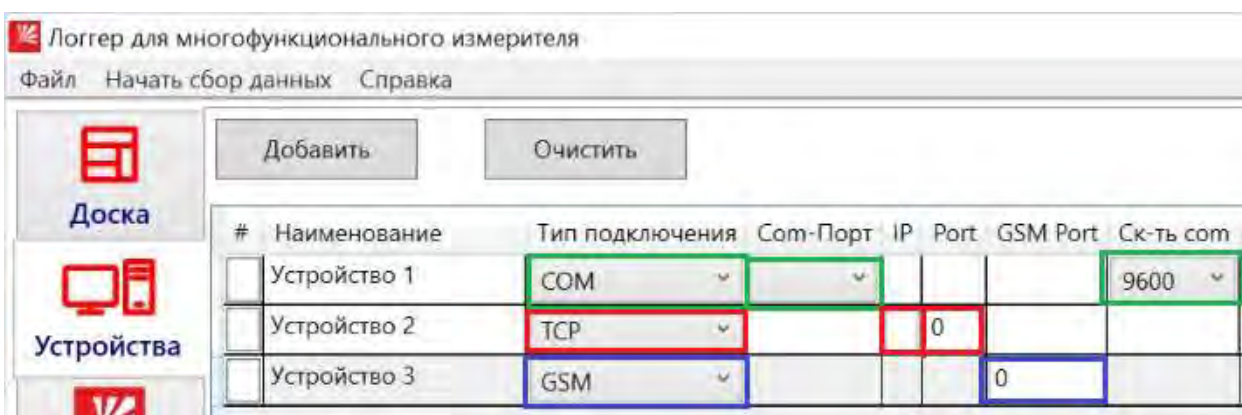 Логгер для многофункционального измерителя
Файл Начать сбор данных Справка
Добавить Очистить
Доска
# Наименование Тип подключения Com-Порт IP Port GSM Port Ск-ть com
Устройство 1 COM 9600
Устройства
Устройство 2 TCP 0
Устройство 3 GSM 0